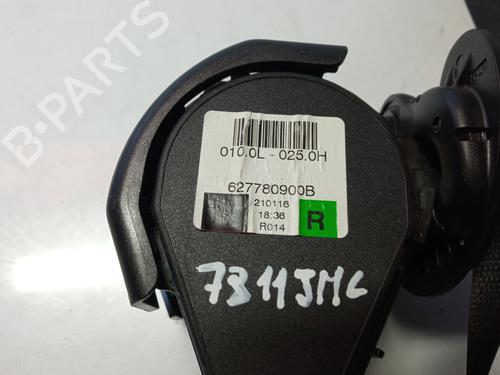 B-PARTS
010.0L - 025.0H
627780900B
210116
18:36
R014
R
7311JMC